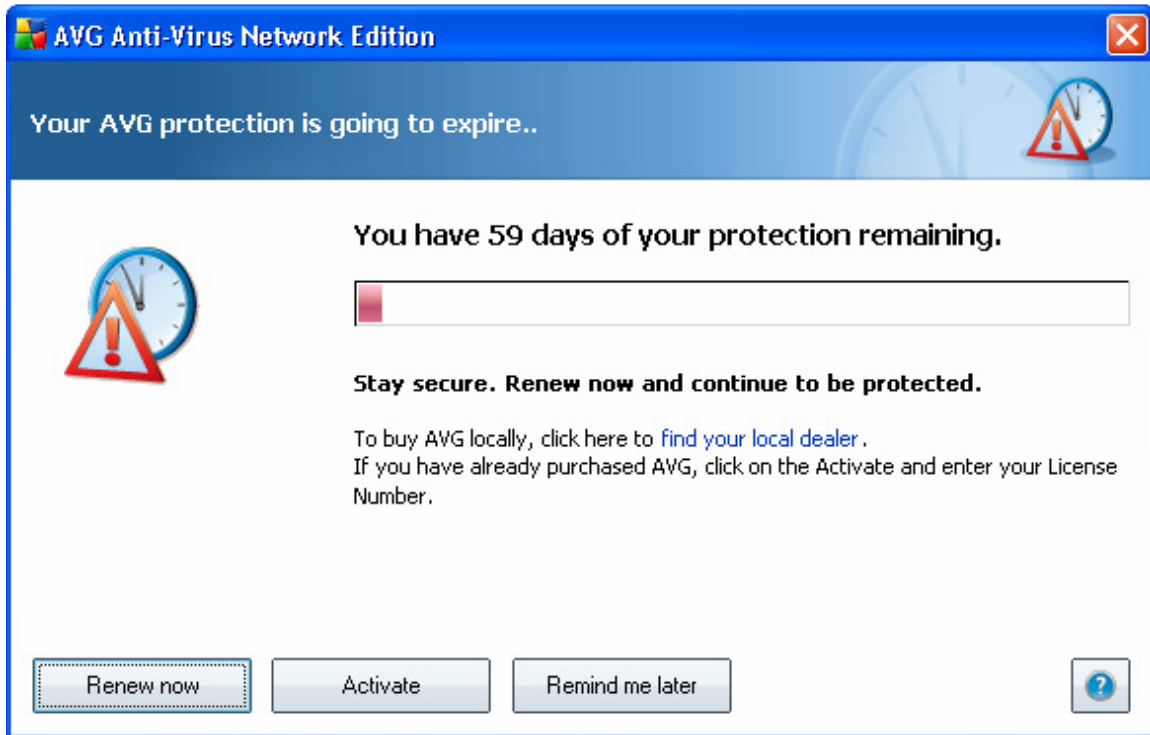 AVG Anti-Virus Network Edition
Your AVG protection is going to expire..
You have 59 days of your protection remaining.
Stay secure. Renew now and continue to be protected.
To buy AVG locally, click here to find your local dealer.
If you have already purchased AVG, click on the Activate and enter your License
Number.
Renew now
Activate
Remind me later
?